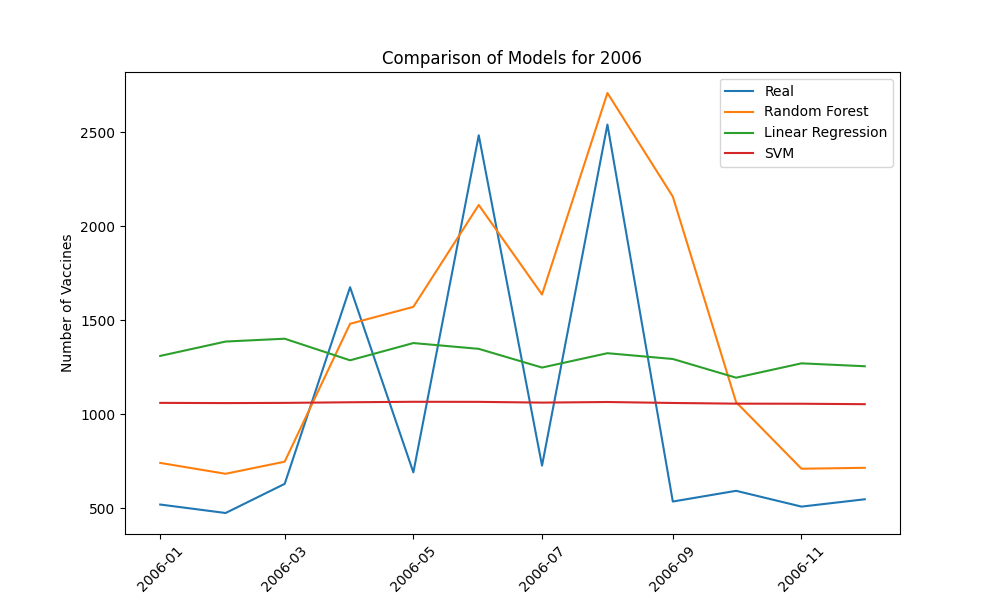 Comparison of Models for 2006
Real
Random Forest
Linear Regression
SVM
Number of Vaccines
2500
2000
1500
1000
500
2006-01
2006-03
2006-05
2006-07
2006-09
2006-11